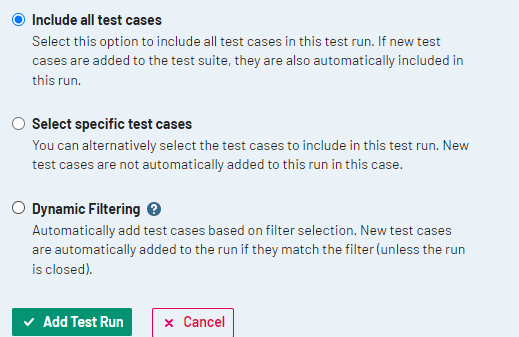 Include all test cases
Select this option to include all test cases in this test run. If new test
cases are added to the test suite, they are also automatically included in
this run.
Select specific test cases
You can alternatively select the test cases to include in this test run. New
test cases are not automatically added to this run in this case.
Dynamic Filtering ?
Automatically add test cases based on filter selection. New test cases
are automatically added to the run if they match the filter (unless the run
is closed).
Add Test Run
Cancel